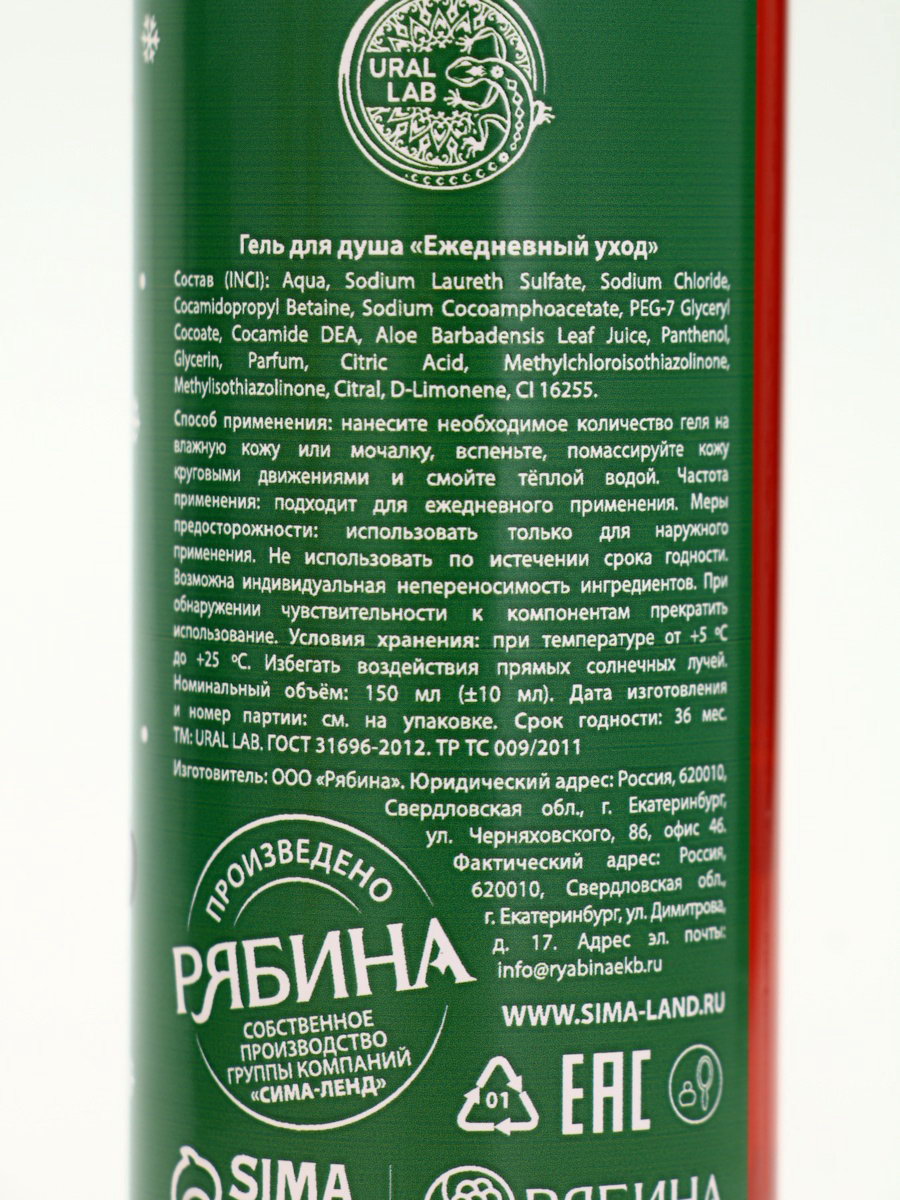 URAL
LAB
Гель для душа «Ежедневный уход»
Состав (INCI): Aqua, Sodium Laureth Sulfate, Sodium Chloride,
Cocamidopropyl Betaine, Sodium Cocoamphoacetate, PEG-7 Glyceryl
Cocoate, Cocamide DEA, Aloe Barbadensis Leaf Juice, Panthenol,
Glycerin, Parfum, Citric Acid, Methylchloroisothiazolinone,
Methylisothiazolinone, Citral, D-Limonene, CI 16255.
Способ применения: нанесите необходимое количество геля на
влажную кожу или мочалку, вспеньте, помассируйте кожу
круговыми движениями и смойте тёплой водой. Частота
применения: подходит для ежедневного применения. Меры
предосторожности: использовать только для наружного
применения. Не использовать по истечении срока годности.
Возможна индивидуальная непереносимость ингредиентов. При
обнаружении чувствительности к компонентам прекратить
использование. Условия хранения: при температуре от +5 °C
до +25 °C. Избегать воздействия прямых солнечных лучей.
Номинальный объём: 150 мл (±10 мл). Дата изготовления
и номер партии: см. на упаковке. Срок годности: 36 мес.
ТМ: URAL LAB. ГОСТ 31696-2012. ТР ТС 009/2011
Изготовитель: ООО «Рябина». Юридический адрес: Россия, 620010,
Свердловская обл., г. Екатеринбург,
ул. Черняховского, 86, офис 46.
Фактический адрес: Россия,
620010, Свердловская обл.,
г. Екатеринбург, ул. Димитрова,
д. 17. Адрес эл. почты:
info@ryabinaekb.ru
WWW.SIMA-LAND.RU
ПРОИЗВЕДЕНО
РЯБИНА
СОБСТВЕННОЕ
ПРОИЗВОДСТВО
ГРУППЫ КОМПАНИЙ
«СИМА-ЛЕНД»
01
EAC
SIMA
РЯБИНА